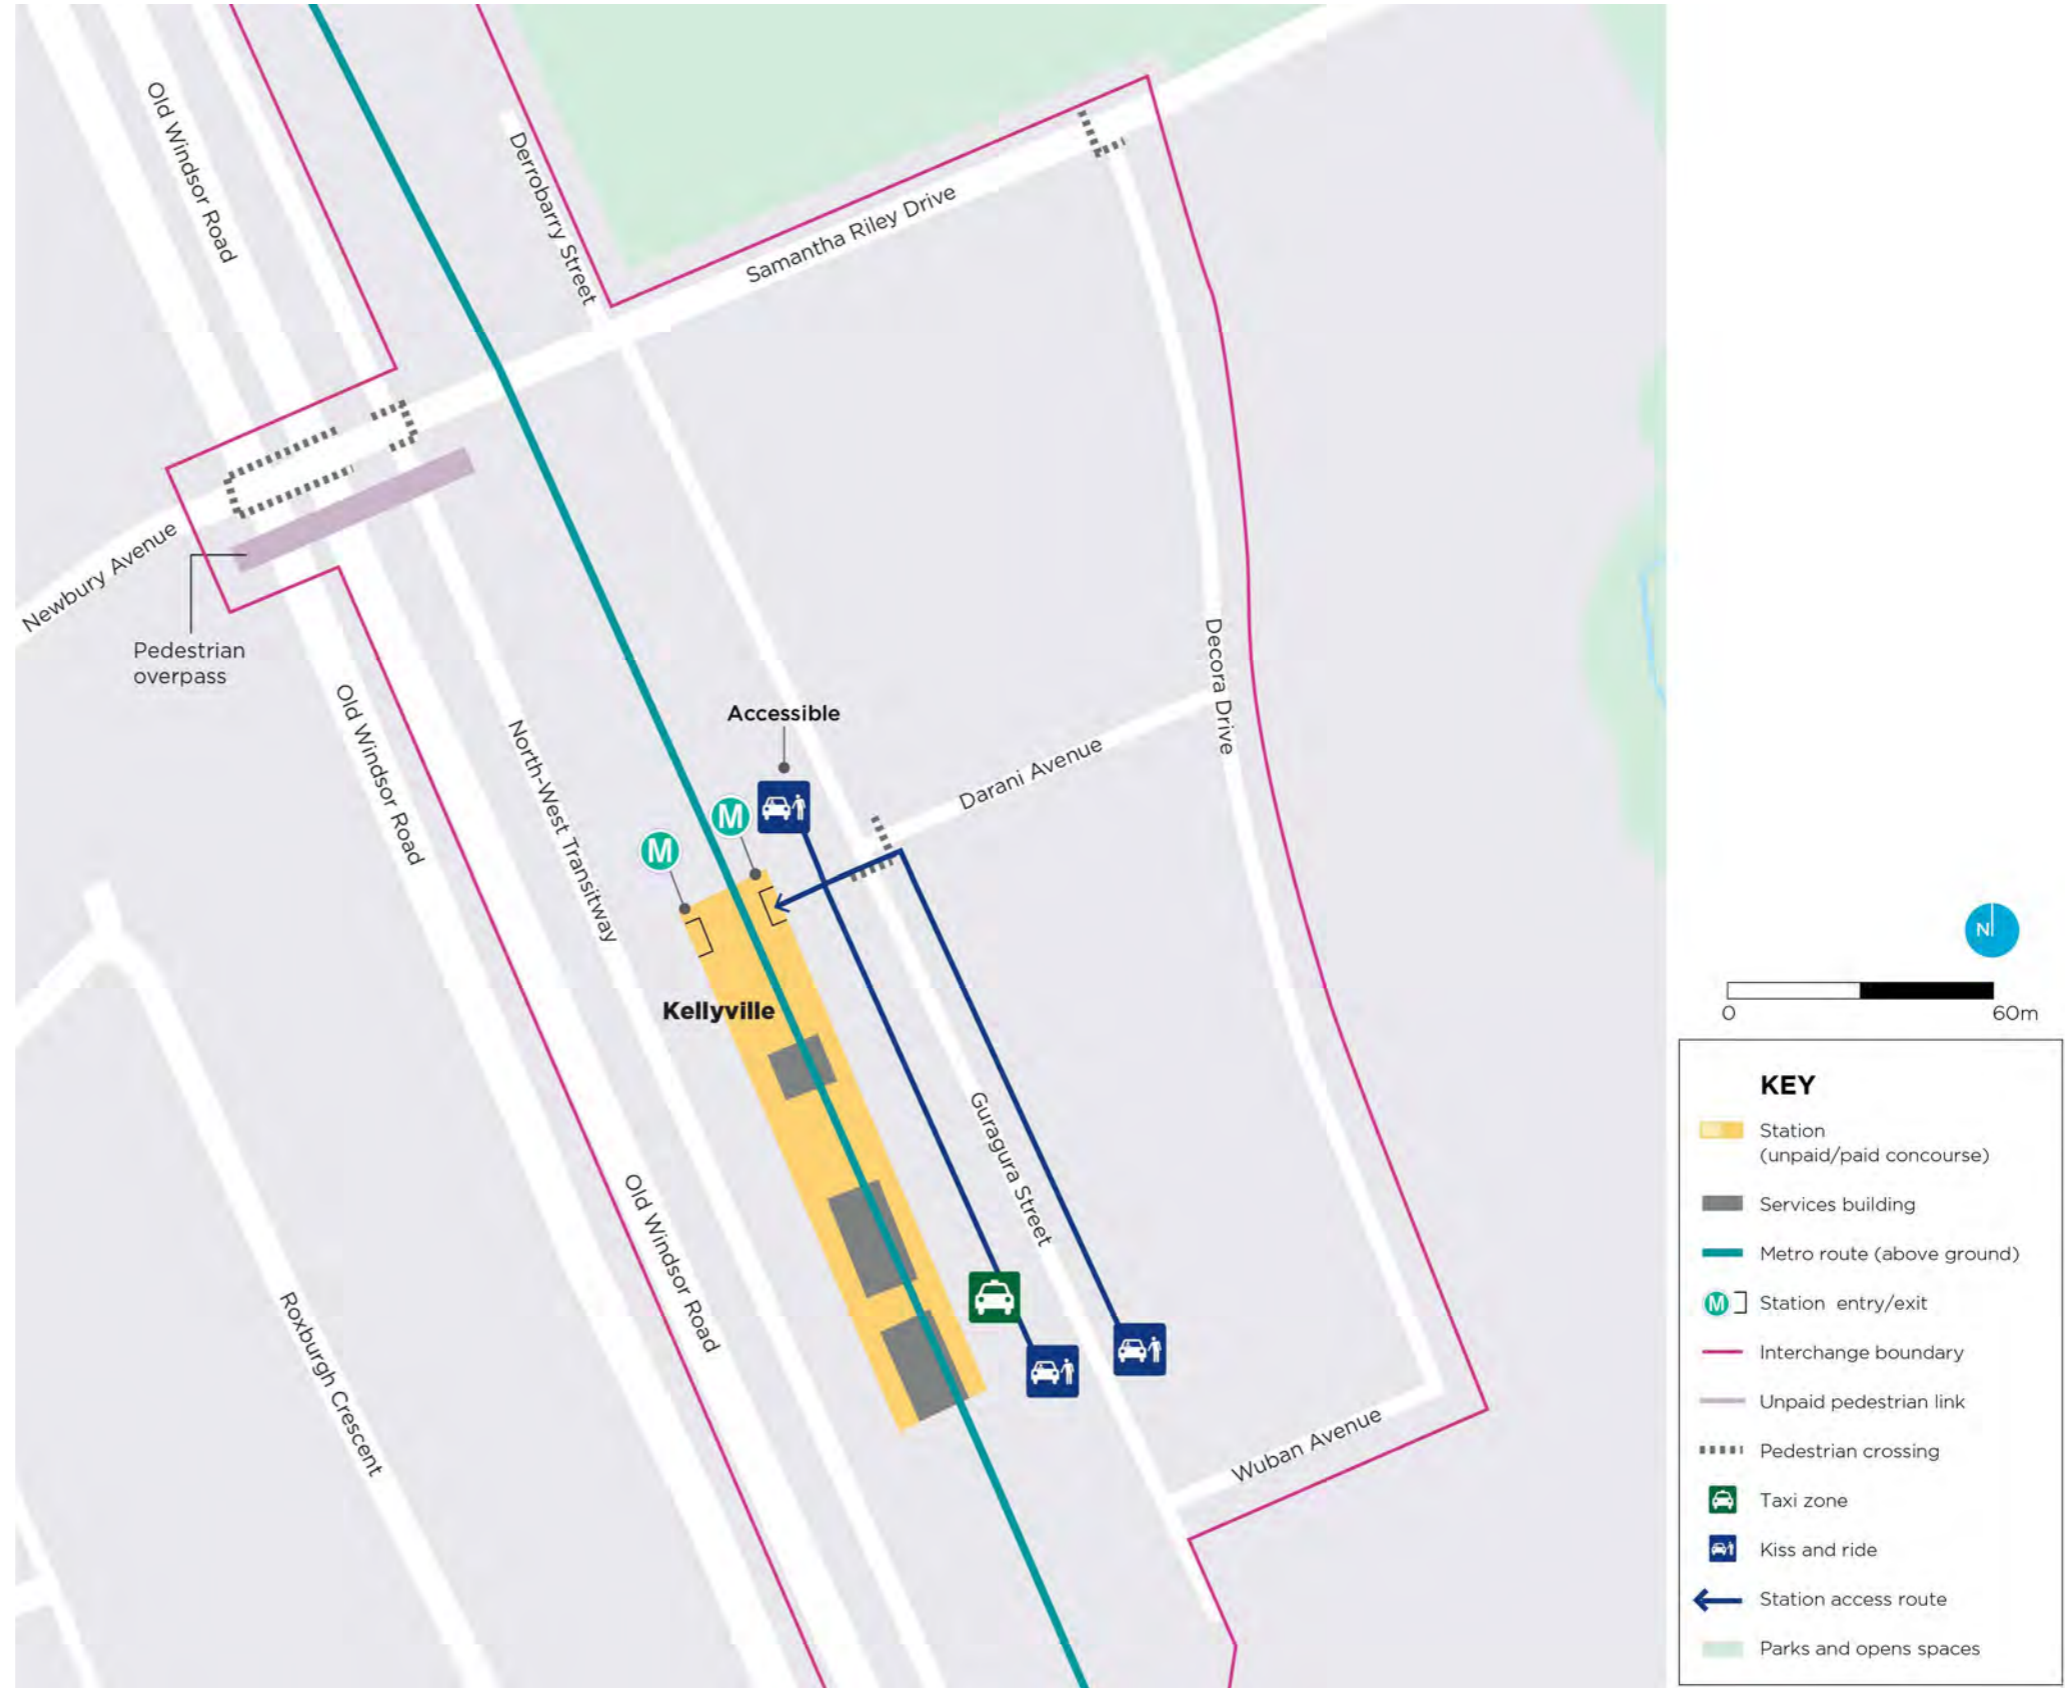 Old Windsor Road
Derrobarry Street
Samantha Riley Drive
Newbury Avenue
Pedestrian
overpass
Old Windsor Road
North-West Transitway
Accessible
M
M
Darani Avenue
Decora Drive
Kellyville
Guragura Street
Old Windsor Road
Roxburgh Crescent
Wuban Avenue
N
0 60m
KEY
Station
(unpaid/paid concourse)
Services building
Metro route (above ground)
M Station entry/exit
Interchange boundary
Unpaid pedestrian link
Pedestrian crossing
Taxi zone
Kiss and ride
Station access route
Parks and opens spaces